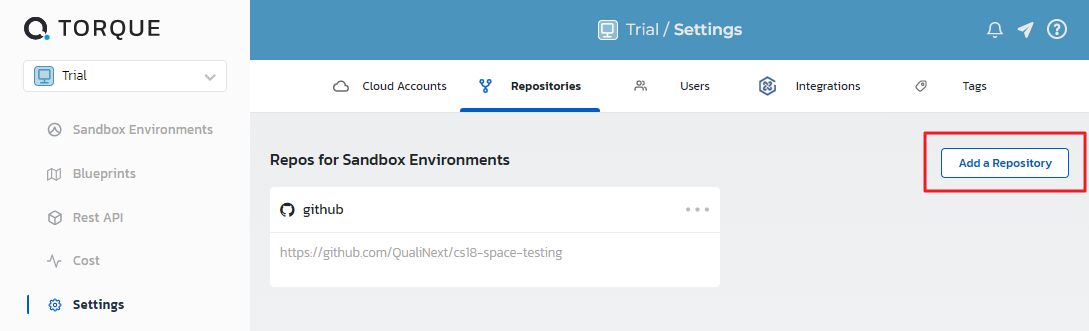 TORQUE
Trial
Sandbox Environments
Blueprints
Rest API
Cost
Settings
Trial / Settings
Cloud Accounts
Repositories
Users
Integrations
Tags
Repos for Sandbox Environments
Add a Repository
github
https://github.com/QualiNext/cs18-space-testing